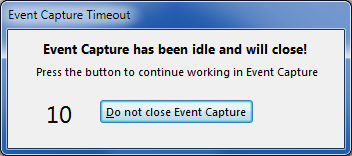 Event Capture Timeout
Event Capture has been idle and will close!
Press the button to continue working in Event Capture
10
Do not close Event Capture